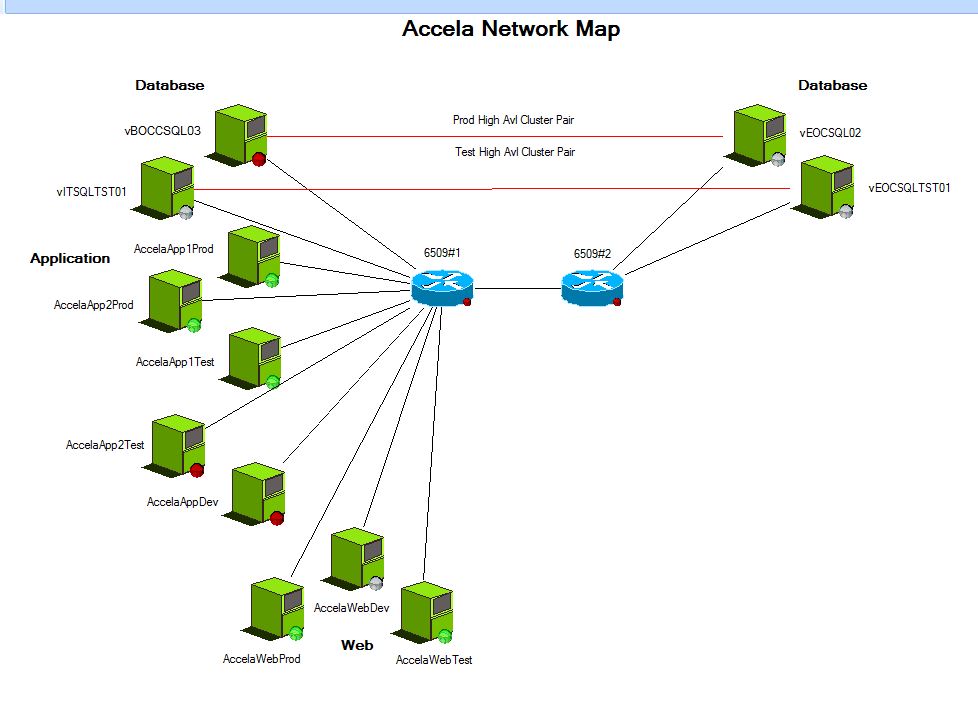 Accela Network Map
Database
Database
vBOCCSQL03
Prod High Avl Cluster Pair
vEOCSQL02
Test High Avl Cluster Pair
vITSQLTST01
vEOCSQLTST01
AccelaApp1Prod
6509#1
6509#2
Application
AccelaApp2Prod
AccelaApp1Test
AccelaApp2Test
AccelaAppDev
AccelaWebDev
Web
AccelaWebProd
AccelaWebTest